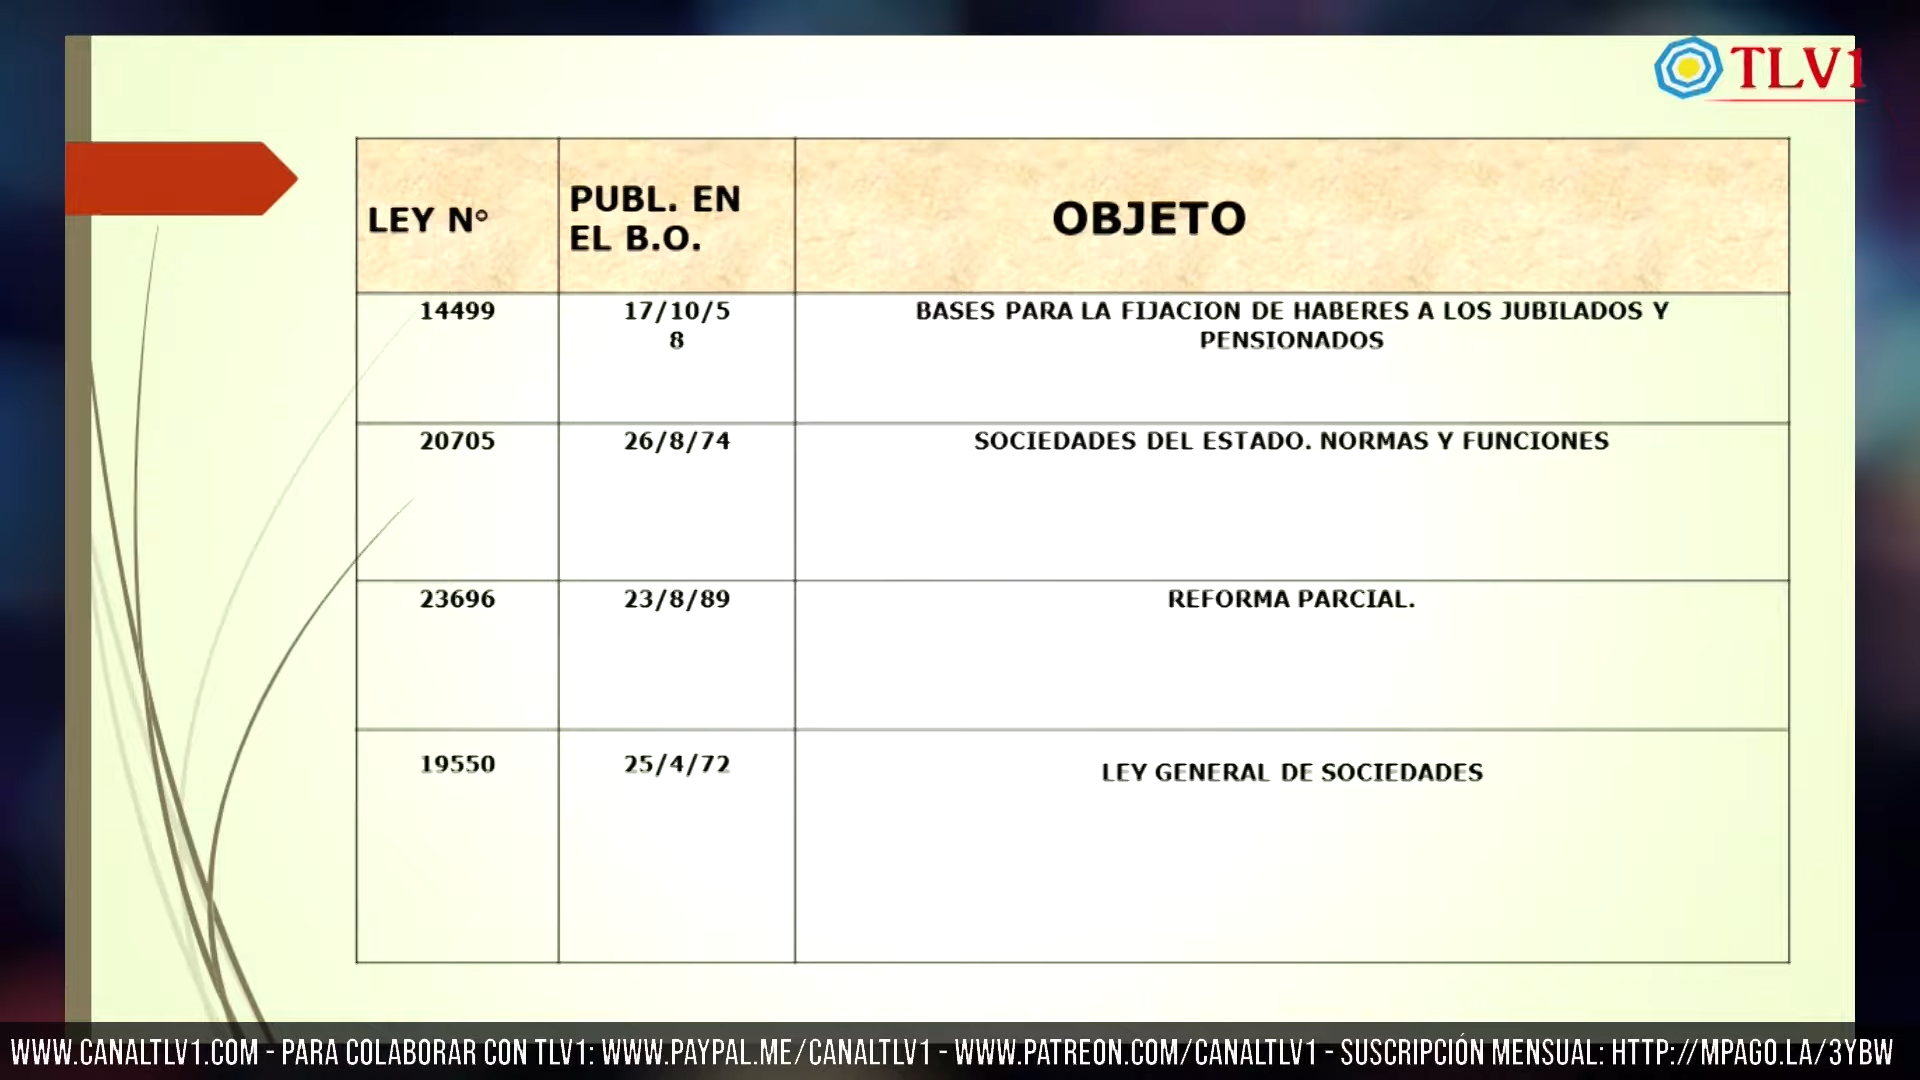 TLV1
LEY N°
PUBL. EN
EL B.O.
OBJETO
14499
17/10/5
8
BASES PARA LA FIJACION DE HABERES A LOS JUBILADOS Y
PENSIONADOS
20705
26/8/74
SOCIEDADES DEL ESTADO. NORMAS Y FUNCIONES
23696
23/8/89
REFORMA PARCIAL.
19550
25/4/72
LEY GENERAL DE SOCIEDADES
WWW.CANALTLV1.COM - PARA COLABORAR CON TLV1: WWW.PAYPAL.ME/CANALTLV1 - WWW.PATREON.COM/CANALTLV1 - SUSCRIPCIÓN MENSUAL: HTTP://MPAGO.LA/3YBW